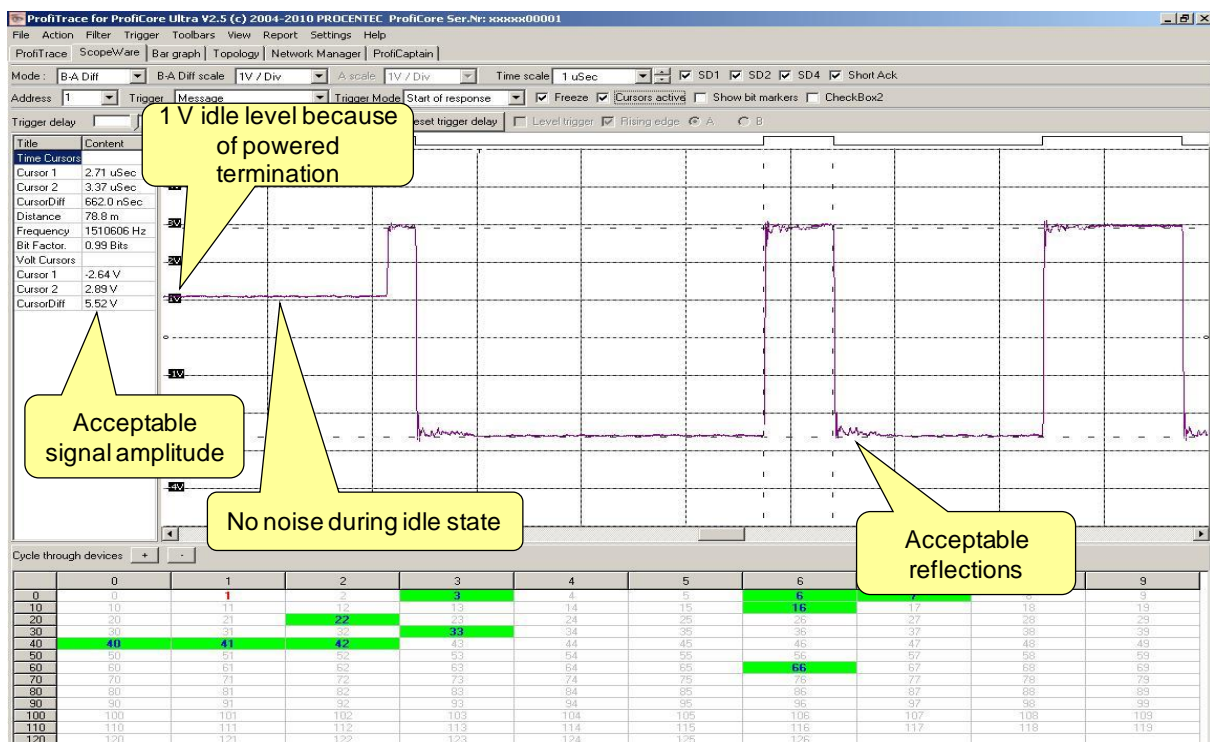 ProfiTrace for ProfiCore Ultra V2.5 (c) 2004-2010 PROCENTEC ProfiCore Ser.Nr: xxxxx00001
File Action Filter Trigger Toolbars View Report Settings Help
ProfiTrace ScopeWare Bar graph Topology Network Manager ProfiCaptain
Mode : B-A Diff B-A Diff scale 1V / Div A scale 1V / Div Time scale 1 uSec SD1 SD2 SD4 Short Ack
Address 1 Trigger Message Trigger Mode Start of response Freeze Cursors active Show bit markers CheckBox2
Trigger delay eset trigger delay Level trigger Rising edge A B
1 V idle level because
of powered
termination
Title Content
Time Cursors
Cursor 1 2.71 uSec
Cursor 2 3.37 uSec
CursorDiff 662.0 nSec
Distance 78.8 m
Frequency 1510606 Hz
Bit Factor. 0.99 Bits
Volt Cursors
Cursor 1 -2.64 V
Cursor 2 2.89 V
CursorDiff 5.52 V
3V
2V
1V
0
0
-1V
-4V
Acceptable
signal amplitude
No noise during idle state
Acceptable
reflections
Cycle through devices + -
0 1 2 3 4 5 6 9
0 0 1 2 3 4 5 6 7 8 9
10 10 11 12 13 14 15 16 17 18 19
20 20 21 22 23 24 25 26 27 28 29
30 30 31 32 33 34 35 36 37 38 39
40 40 41 42 43 44 45 46 47 48 49
50 50 51 52 53 54 55 56 57 58 59
60 60 61 62 63 64 65 66 67 68 69
70 70 71 72 73 74 75 76 77 78 79
80 80 81 82 83 84 85 86 87 88 89
90 90 91 92 93 94 95 96 97 98 99
100 100 101 102 103 104 105 106 107 108 109
110 110 111 112 113 114 115 116 117 118 119
120 120 121 122 123 124 125 126